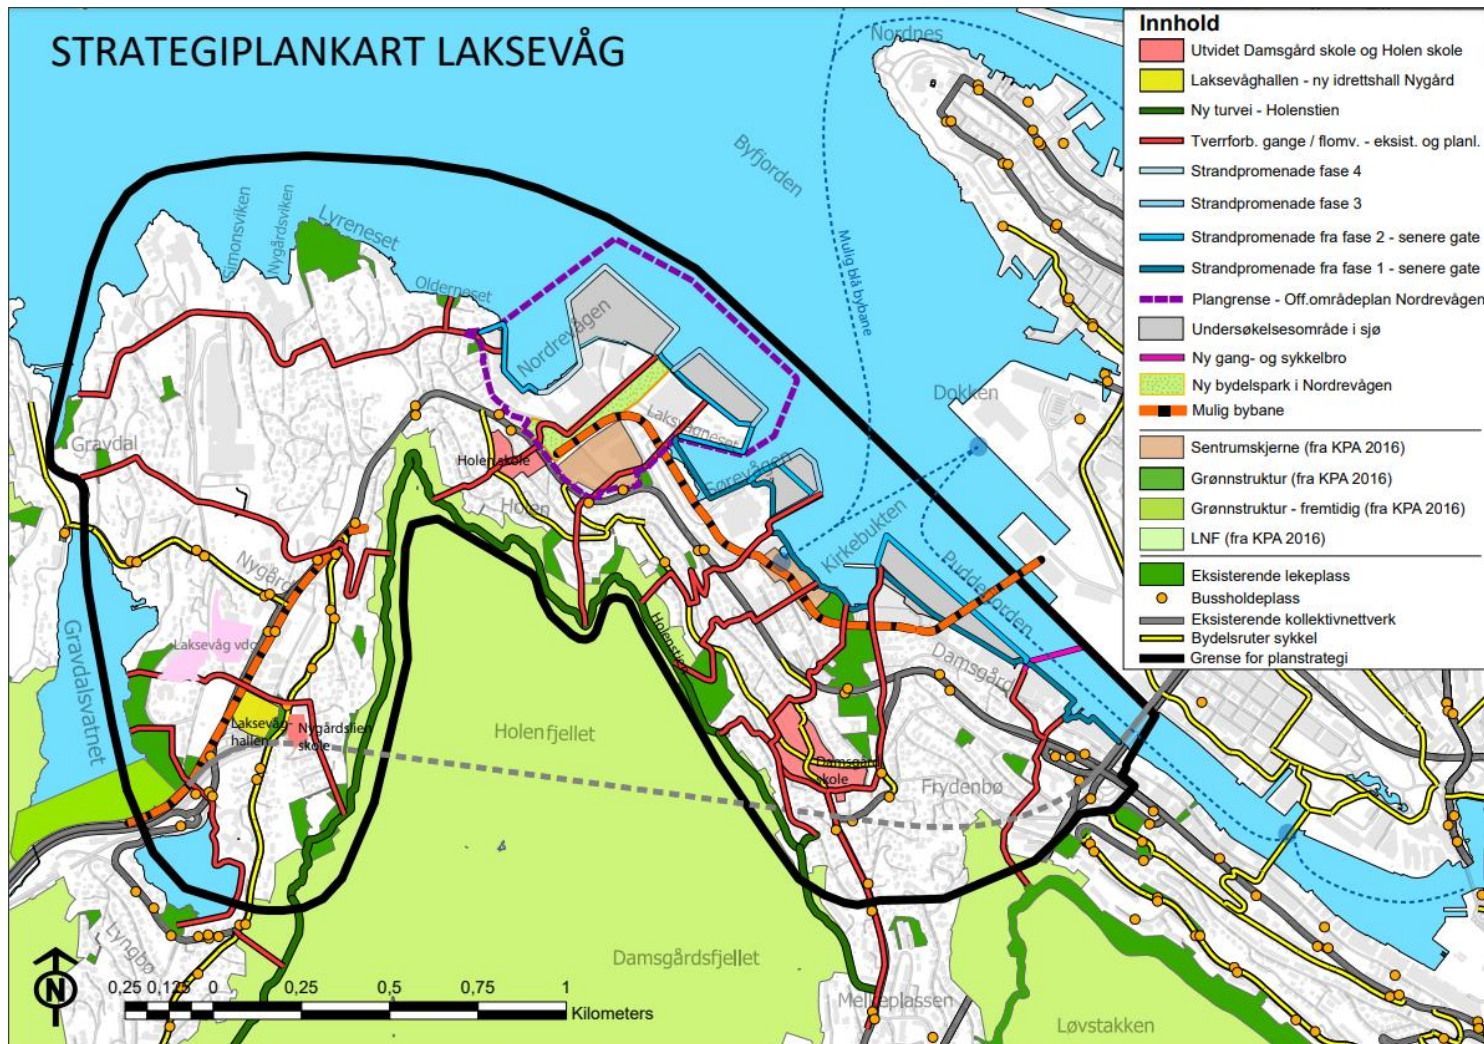 STRATEGIPLANKART LAKSEVÅG
Innhold
Utvidet Damsgård skole og Holen skole
Laksevåghallen - ny idrettshall Nygård
Ny turvei - Holenstien
Tverrforb. gange / flomv. - eksist. og planl.
Strandpromenade fase 4
Strandpromenade fase 3
Strandpromenade fra fase 2 - senere gate
Strandpromenade fra fase 1 - senere gate
Plangrense - Off.områdeplan Nordrevågen
Undersøkelsesområde i sjø
Ny gang- og sykkelbro
Ny bydelspark i Nordrevågen
Mulig bybane
Sentrumskjerne (fra KPA 2016)
Grønnstruktur (fra KPA 2016)
Grønnstruktur - fremtidig (fra KPA 2016)
LNF (fra KPA 2016)
Eksisterende lekeplass
Bussholdeplass
Eksisterende kollektivnettverk
Bydelsruter sykkel
Grense for planstrategi
Nordnes
Byfjorden
Mulig blå bybane
Simonsviken
Nygårdsviken
Lyreneset
Olderneset
Nordrevågen
Laksevågneset
Dokken
Gravdal
Holen skole
Holen
Sørevågen
Kirkebukten
Puddefjorden
Nygård
Laksevåg vdg
Gravdalsvatnet
Holenstien
Damsgård
Laksevåg-
hallen
Nygårdslien
skole
Holenfjellet
Damsgård
skole
Frydenbø
Lyngbø
Damsgårdsfjellet
Melkeplassen
Løvstakken
N
0,25 0,125 0 0,25 0,5 0,75 1
Kilometers